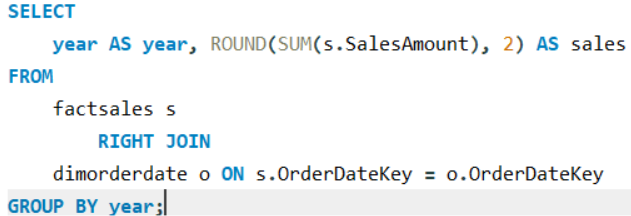 SELECT
year AS year, ROUND(SUM(s.SalesAmount), 2) AS sales
FROM
factsales s
RIGHT JOIN
dimorderdate o ON s.OrderDateKey = o.OrderDateKey
GROUP BY year;